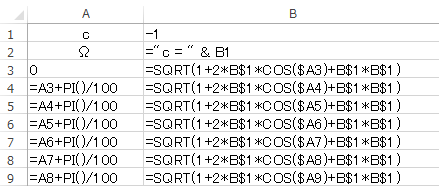 A B
1 c -1
2 Ω ="c = " & B1
3 0 =SQRT(1+2*B$1*COS($A3)+B$1*B$1)
4 =A3+PI()/100 =SQRT(1+2*B$1*COS($A4)+B$1*B$1)
5 =A4+PI()/100 =SQRT(1+2*B$1*COS($A5)+B$1*B$1)
6 =A5+PI()/100 =SQRT(1+2*B$1*COS($A6)+B$1*B$1)
7 =A6+PI()/100 =SQRT(1+2*B$1*COS($A7)+B$1*B$1)
8 =A7+PI()/100 =SQRT(1+2*B$1*COS($A8)+B$1*B$1)
9 =A8+PI()/100 =SQRT(1+2*B$1*COS($A9)+B$1*B$1)